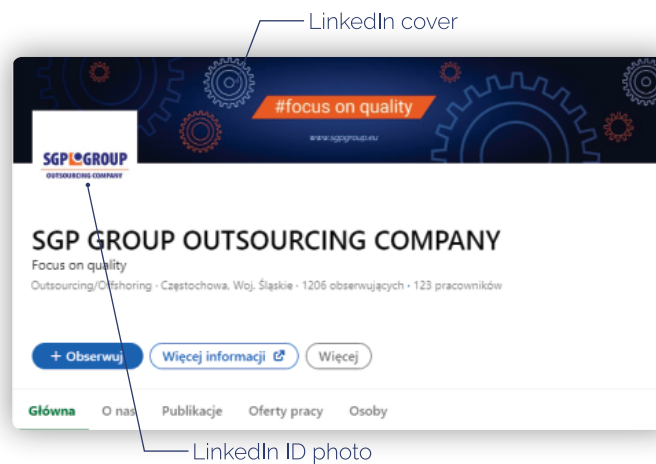 LinkedIn cover
#focus on quality
www.sgpgroup.eu
SGP GROUP
OUTSOURCING COMPANY
SGP GROUP OUTSOURCING COMPANY
Focus on quality
Outsourcing/Offshoring · Częstochowa, Woj. Śląskie · 1206 obserwujących · 123 pracowników
+ Obserwuj Więcej informacji Więcej
Główna O nas Publikacje Oferty pracy Osoby
LinkedIn ID photo